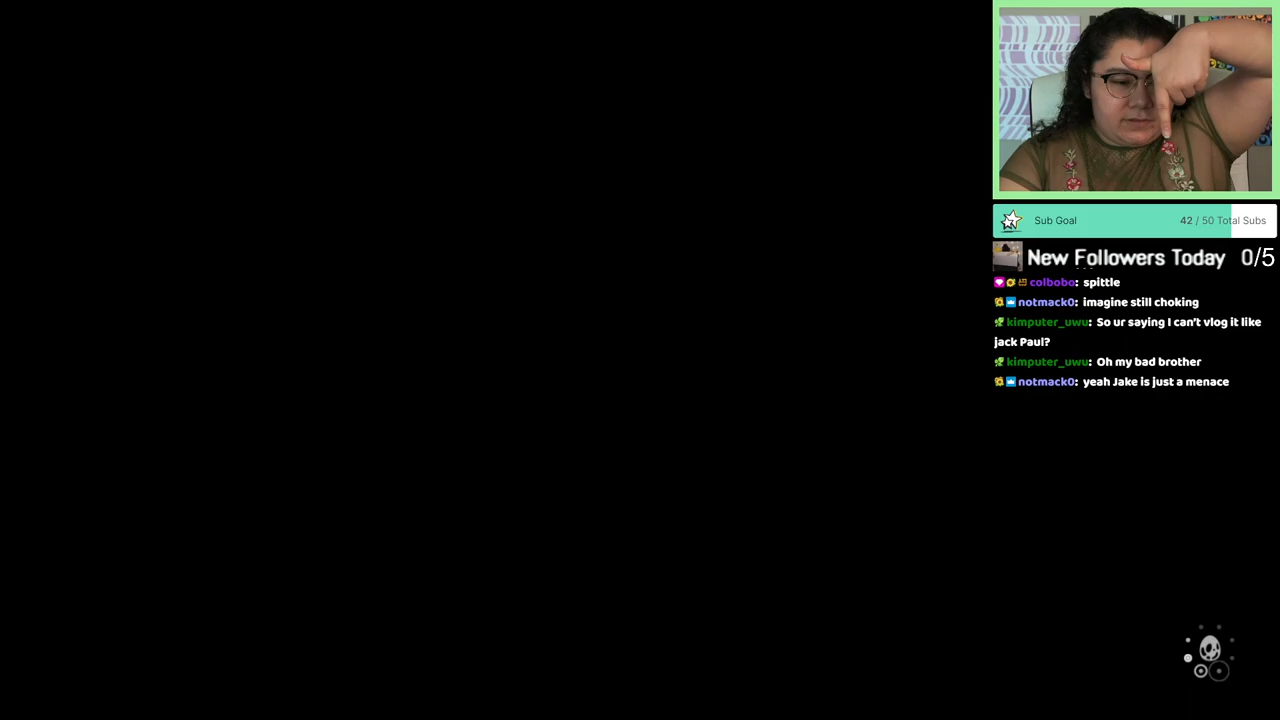 Sub Goal
42 / 50 Total Subs
New Followers Today 0/5
colbobo: spittle
notmack0: imagine still choking
kimputer_uwu: So ur saying I can't vlog it like
jack Paul?
kimputer_uwu: Oh my bad brother
notmack0: yeah Jake is just a menace